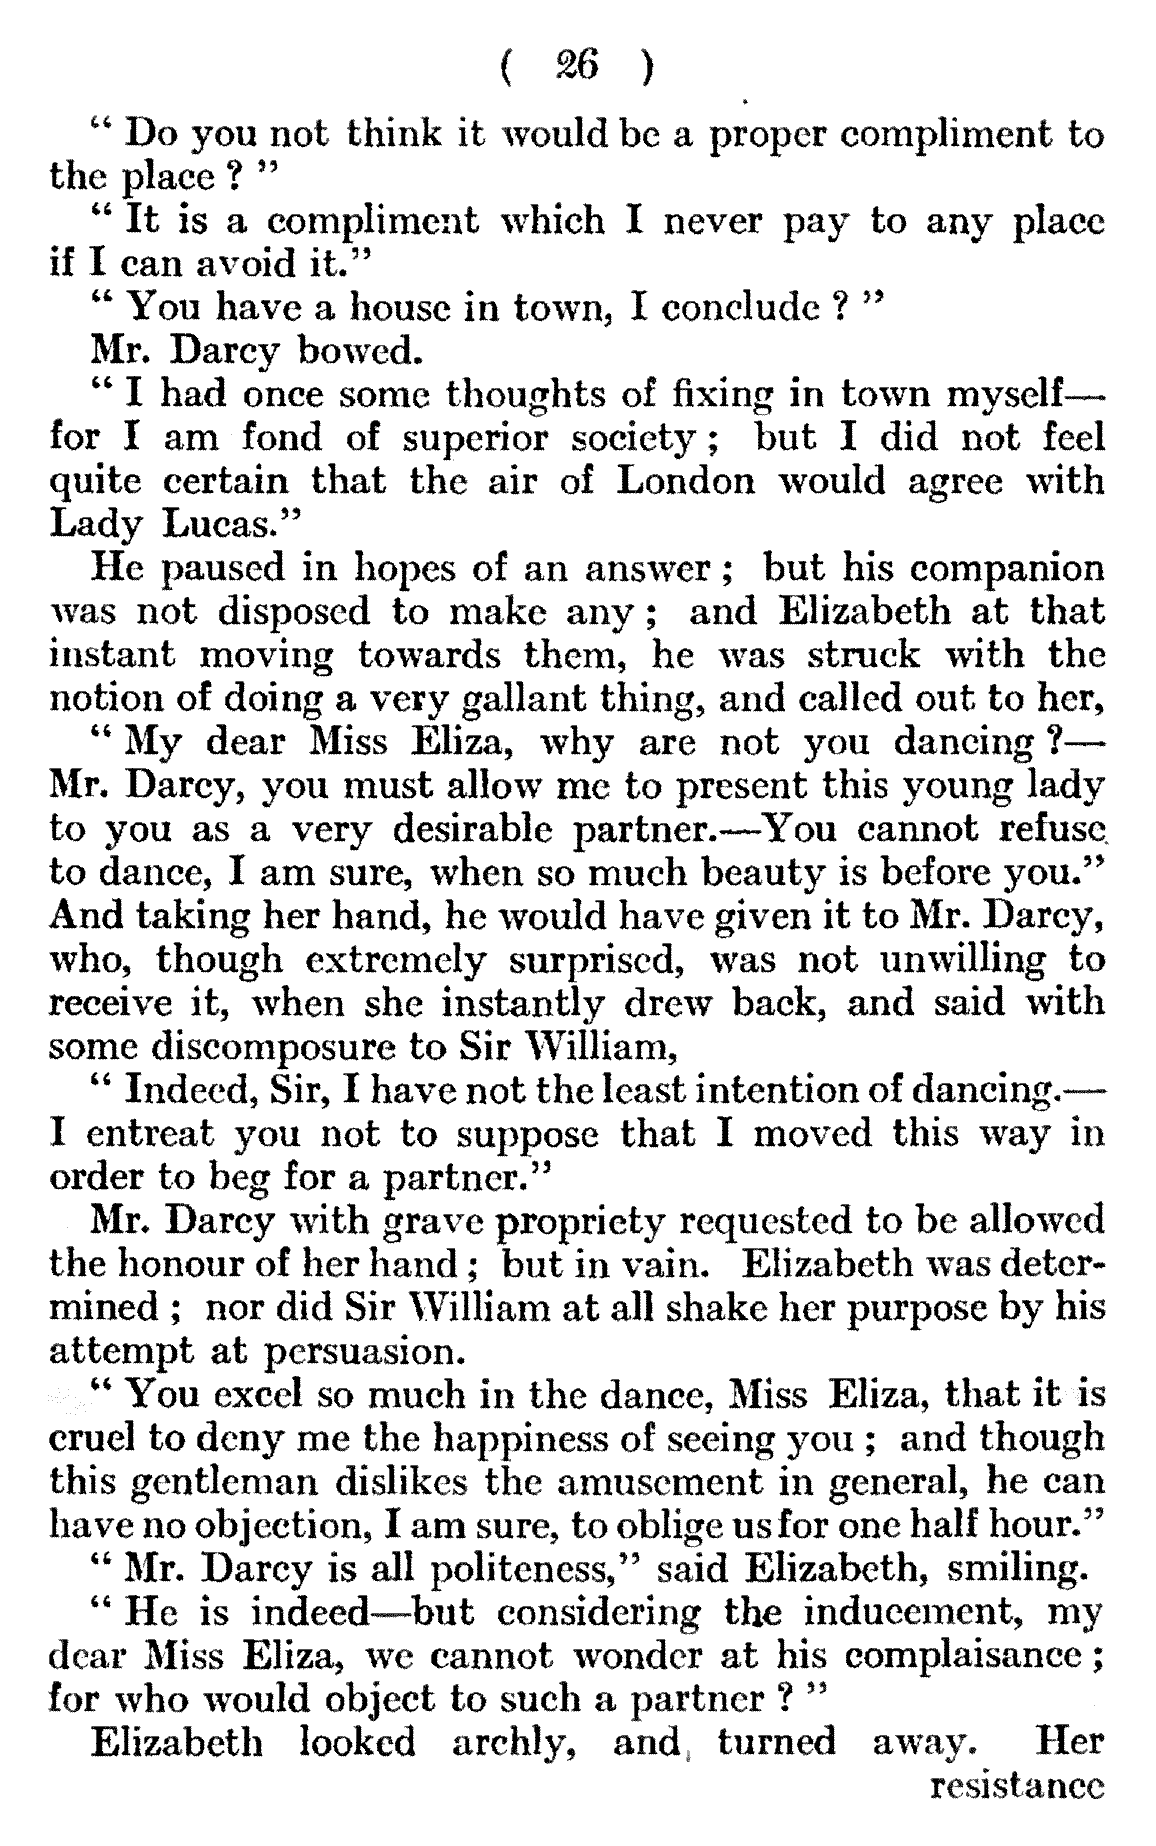 ( 26 )
“ Do you not think it would be a proper compliment to
the place ? ”
“ It is a compliment which I never pay to any place
if I can avoid it.”
“ You have a house in town, I conclude ? ”
Mr. Darcy bowed.
“ I had once some thoughts of fixing in town myself—
for I am fond of superior society ; but I did not feel
quite certain that the air of London would agree with
Lady Lucas.”
He paused in hopes of an answer ; but his companion
was not disposed to make any ; and Elizabeth at that
instant moving towards them, he was struck with the
notion of doing a very gallant thing, and called out to her,
“ My dear Miss Eliza, why are not you dancing ?—
Mr. Darcy, you must allow me to present this young lady
to you as a very desirable partner.—You cannot refuse
to dance, I am sure, when so much beauty is before you.”
And taking her hand, he would have given it to Mr. Darcy,
who, though extremely surprised, was not unwilling to
receive it, when she instantly drew back, and said with
some discomposure to Sir William,
“ Indeed, Sir, I have not the least intention of dancing.—
I entreat you not to suppose that I moved this way in
order to beg for a partner.”
Mr. Darcy with grave propriety requested to be allowed
the honour of her hand ; but in vain. Elizabeth was deter-
mined ; nor did Sir William at all shake her purpose by his
attempt at persuasion.
“ You excel so much in the dance, Miss Eliza, that it is
cruel to deny me the happiness of seeing you ; and though
this gentleman dislikes the amusement in general, he can
have no objection, I am sure, to oblige us for one half hour.”
“ Mr. Darcy is all politeness,” said Elizabeth, smiling.
“ He is indeed—but considering the inducement, my
dear Miss Eliza, we cannot wonder at his complaisance ;
for who would object to such a partner ? ”
Elizabeth looked archly, and turned away. Her
resistance